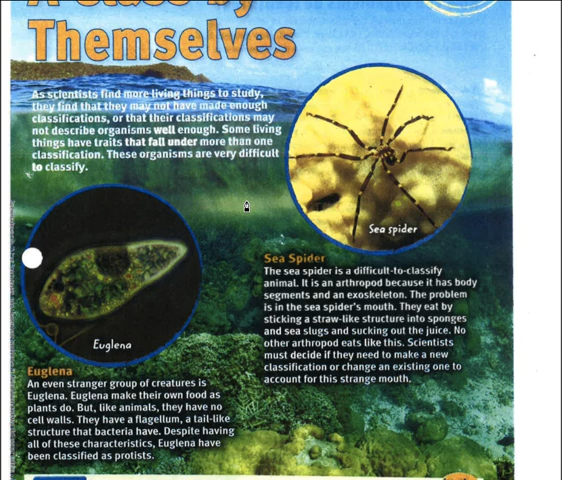 A Class by
Themselves
As scientists find more living things to study,
they find that they may not have made enough
classifications, or that their classifications may
not describe organisms well enough. Some living
things have traits that fall under more than one
classification. These organisms are very difficult
to classify.
Sea spider
Sea Spider
The sea spider is a difficult-to-classify
animal. It is an arthropod because it has body
segments and an exoskeleton. The problem
is in the sea spider's mouth. They eat by
sticking a straw-like structure into sponges
and sea slugs and sucking out the juice. No
other arthropod eats like this. Scientists
must decide if they need to make a new
classification or change an existing one to
account for this strange mouth.
Euglena
Euglena
An even stranger group of creatures is
Euglena. Euglena make their own food as
plants do. But, like animals, they have no
cell walls. They have a flagellum, a tail-like
structure that bacteria have. Despite having
all of these characteristics, Euglena have
been classified as protists.